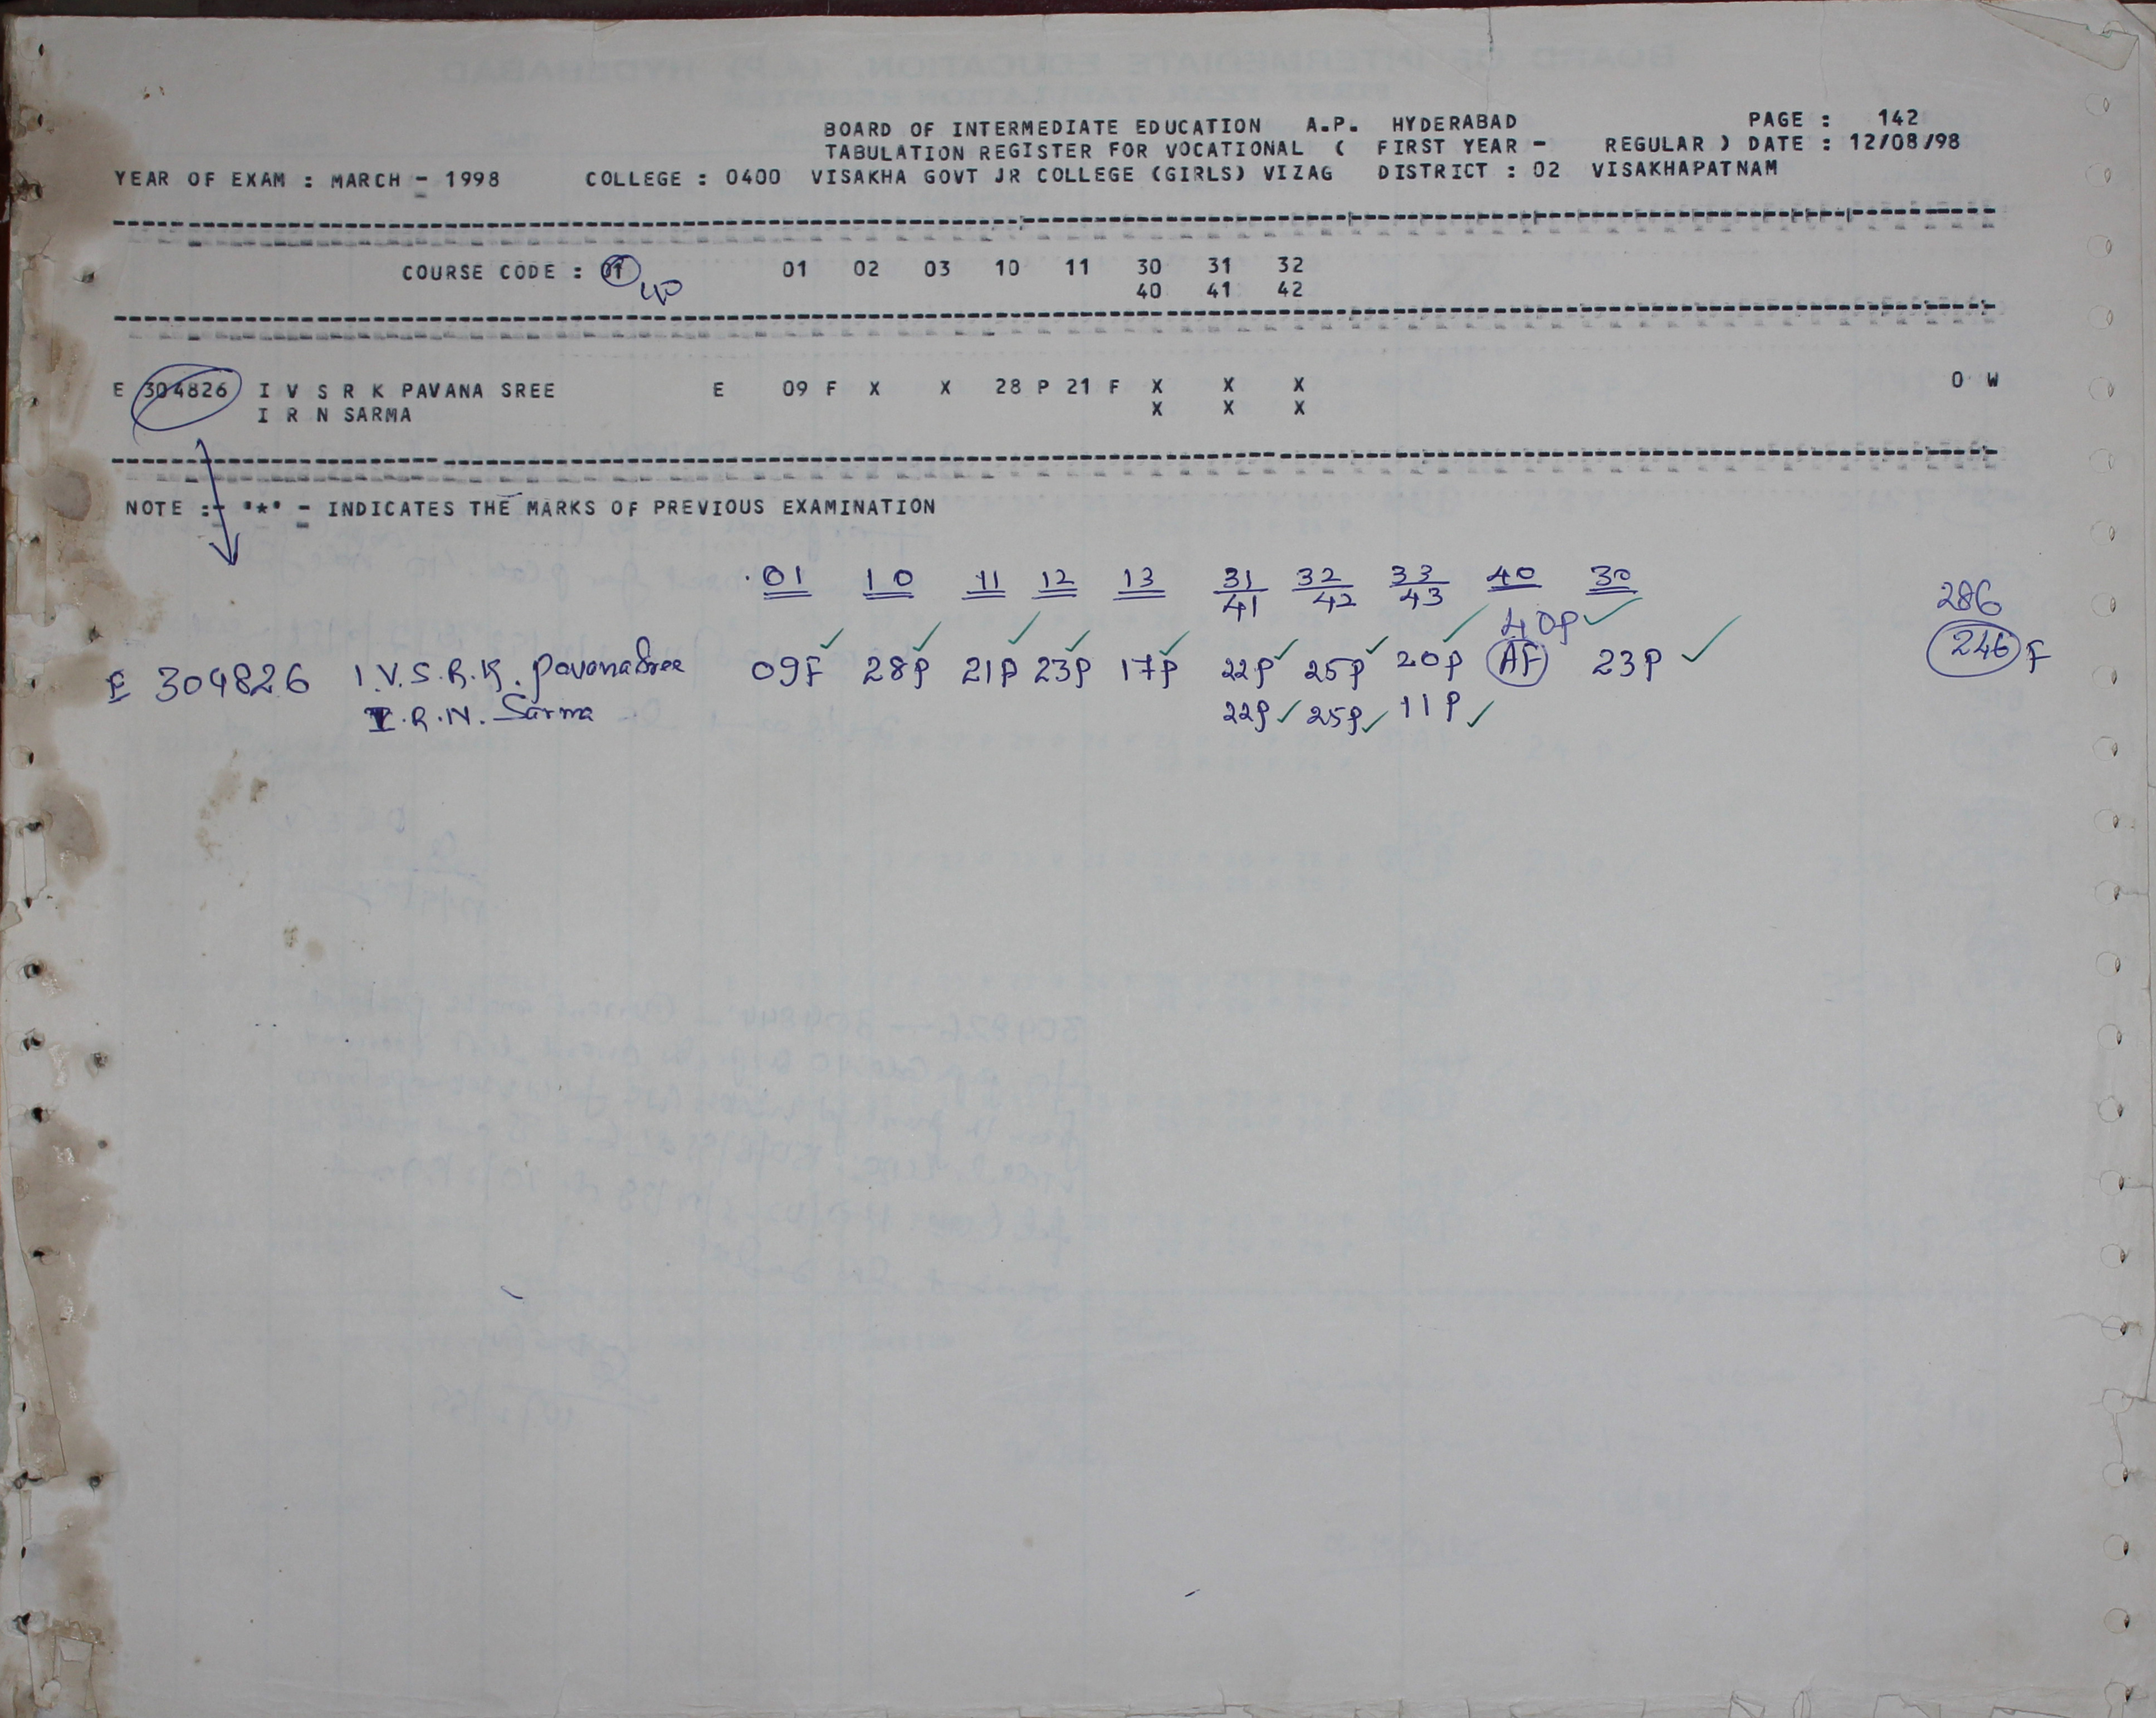 BOARD OF INTERMEDIATE EDUCATION A.P. HYDERABAD PAGE : 142
TABULATION REGISTER FOR VOCATIONAL ( FIRST YEAR - REGULAR ) DATE : 12/08/98
YEAR OF EXAM : MARCH - 1998 COLLEGE : 0400 VISAKHA GOVT JR COLLEGE (GIRLS) VIZAG DISTRICT : 02 VISAKHAPATNAM
COURSE CODE : 01 02 03 10 11 30 31 32
40 41 42
E 304826 I V S R K PAVANA SREE E 09 F X X 28 P 21 F X X X 0 W
I R N SARMA X X X
NOTE :- '*' - INDICATES THE MARKS OF PREVIOUS EXAMINATION
01 10 11 12 13 31/41 32/42 33/43 40 30
40P 286
E 304826 I.V.S.R.K. Pavanasree 09F 28P 21P 23P 17P 22P 25P 20P AF 23P 246 F
I.R.N. Sarma 22P 25P 11P